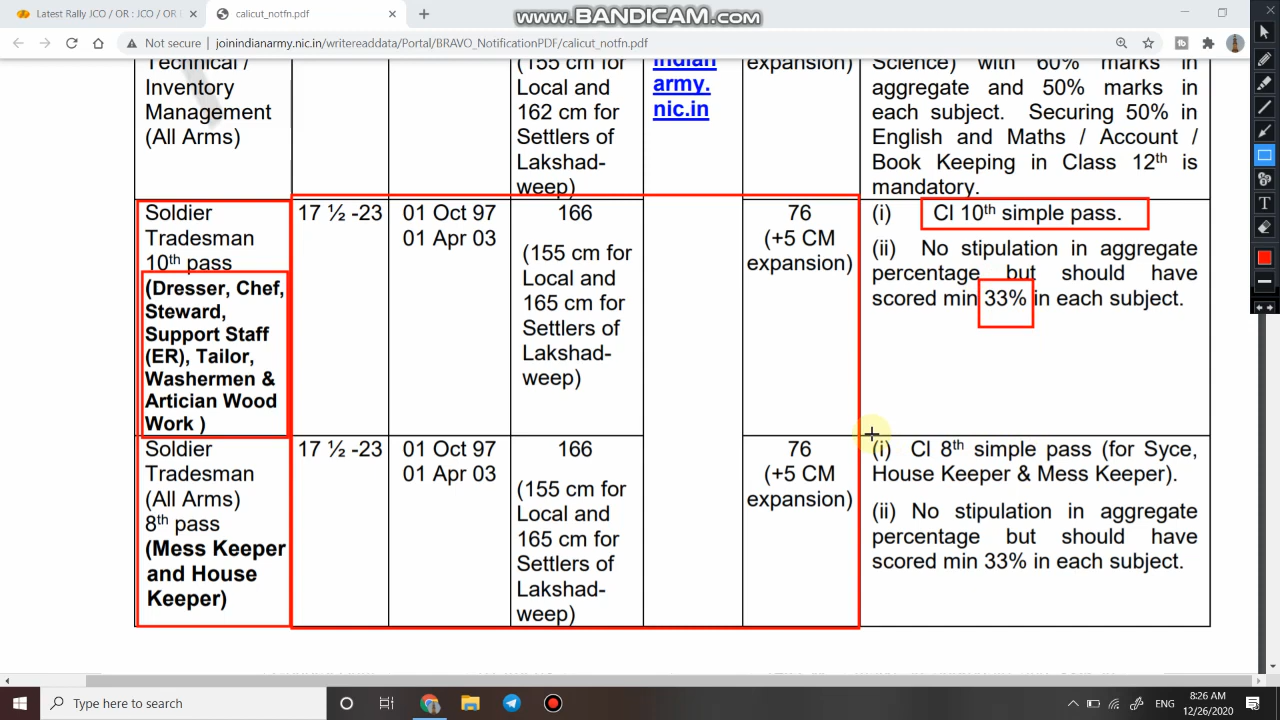 Latest Rally JCO / OR : JCO / OR E
calicut_notfn.pdf
www.BANDICAM.com
Not secure
joinindianarmy.nic.in/writereaddata/Portal/BRAVO_NotificationPDF/calicut_notfn.pdf
Technical /
Inventory
Management
(All Arms)
(155 cm for
Local and
162 cm for
Settlers of
Lakshad-
weep)
indian
army.
nic.in
expansion)
Science) with 60% marks in
aggregate and 50% marks in
each subject. Securing 50% in
English and Maths / Account /
Book Keeping in Class 12th is
mandatory.
Soldier
Tradesman
10th pass
(Dresser, Chef,
Steward,
Support Staff
(ER), Tailor,
Washermen &
Artician Wood
Work )
17 ½ -23
01 Oct 97
01 Apr 03
166
(155 cm for
Local and
165 cm for
Settlers of
Lakshad-
weep)
76
(+5 CM
expansion)
(i) Cl 10th simple pass.
(ii) No stipulation in aggregate
percentage but should have
scored min 33% in each subject.
Soldier
Tradesman
(All Arms)
8th pass
(Mess Keeper
and House
Keeper)
17 ½ -23
01 Oct 97
01 Apr 03
166
(155 cm for
Local and
165 cm for
Settlers of
Lakshad-
weep)
76
(+5 CM
expansion)
(i) Cl 8th simple pass (for Syce,
House Keeper & Mess Keeper).
(ii) No stipulation in aggregate
percentage but should have
scored min 33% in each subject.
Type here to search
ENG
8:26 AM
12/26/2020